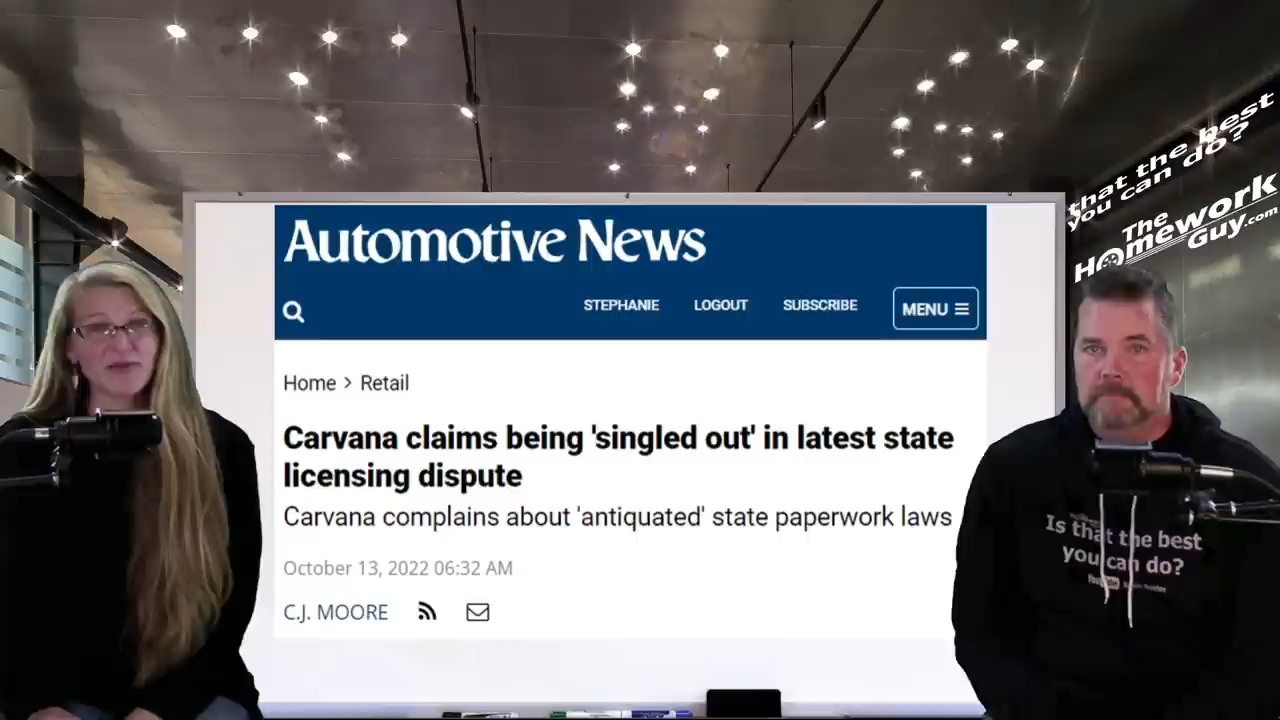 that the best
you can do?
The
Homework
Guy.com
Automotive News
STEPHANIE LOGOUT SUBSCRIBE MENU
Home > Retail
Carvana claims being 'singled out' in latest state
licensing dispute
Carvana complains about 'antiquated' state paperwork laws
October 13, 2022 06:32 AM
C.J. MOORE
Is that the best
you can do?